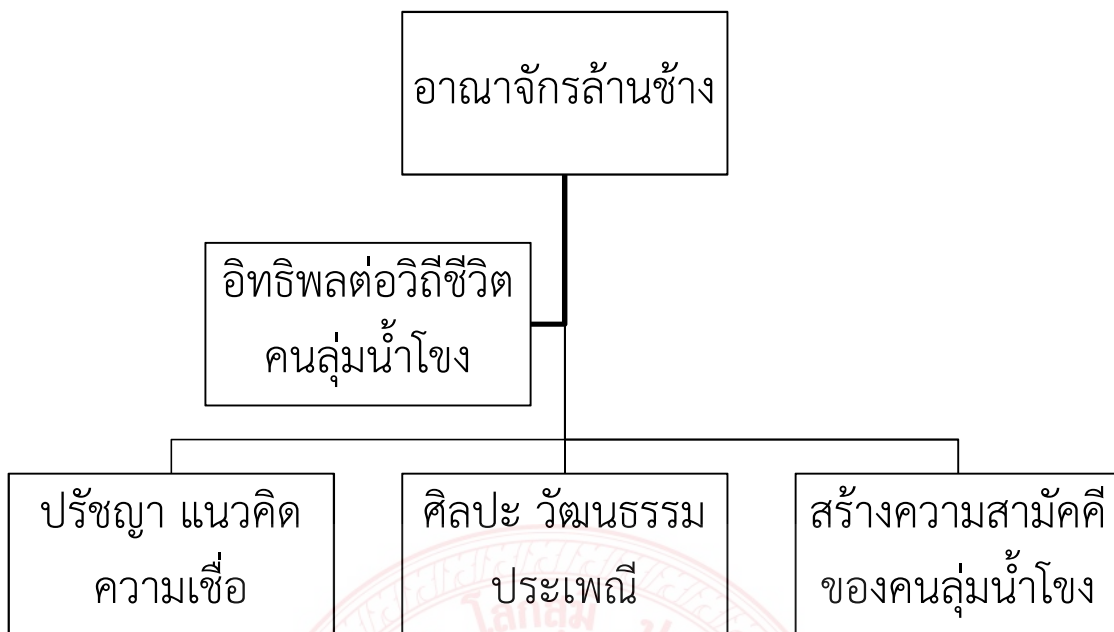 อาณาจักรล้านช้าง
อิทธิพลต่อวิถีชีวิต
คนลุ่มน้ำโขง
ปรัชญา แนวคิด
ความเชื่อ
ศิลปะ วัฒนธรรม
ประเพณี
สร้างความสามัคคี
ของคนลุ่มน้ำโขง